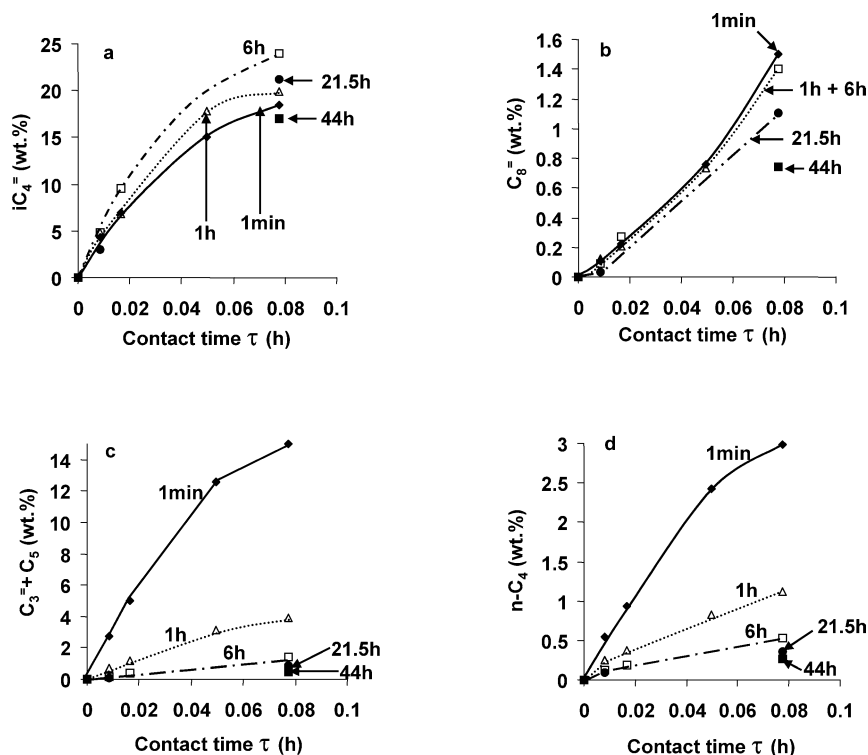 a
iC4= (wt.%)
25
20
15
10
5
0
6h
21.5h
44h
1h
1min
0 0.02 0.04 0.06 0.08 0.1
Contact time τ (h)
b
C8= (wt.%)
1.6
1.4
1.2
1
0.8
0.6
0.4
0.2
0
1min
1h + 6h
21.5h
44h
0 0.02 0.04 0.06 0.08 0.1
Contact time τ (h)
c
C3=+ C5 (wt.%)
14
12
10
8
6
4
2
0
1min
1h
6h
21.5h
44h
0 0.02 0.04 0.06 0.08 0.1
Contact time τ (h)
d
n-C4 (wt.%)
3
2.5
2
1.5
1
0.5
0
1min
1h
6h
21.5h
44h
0 0.02 0.04 0.06 0.08 0.1
Contact time τ (h)